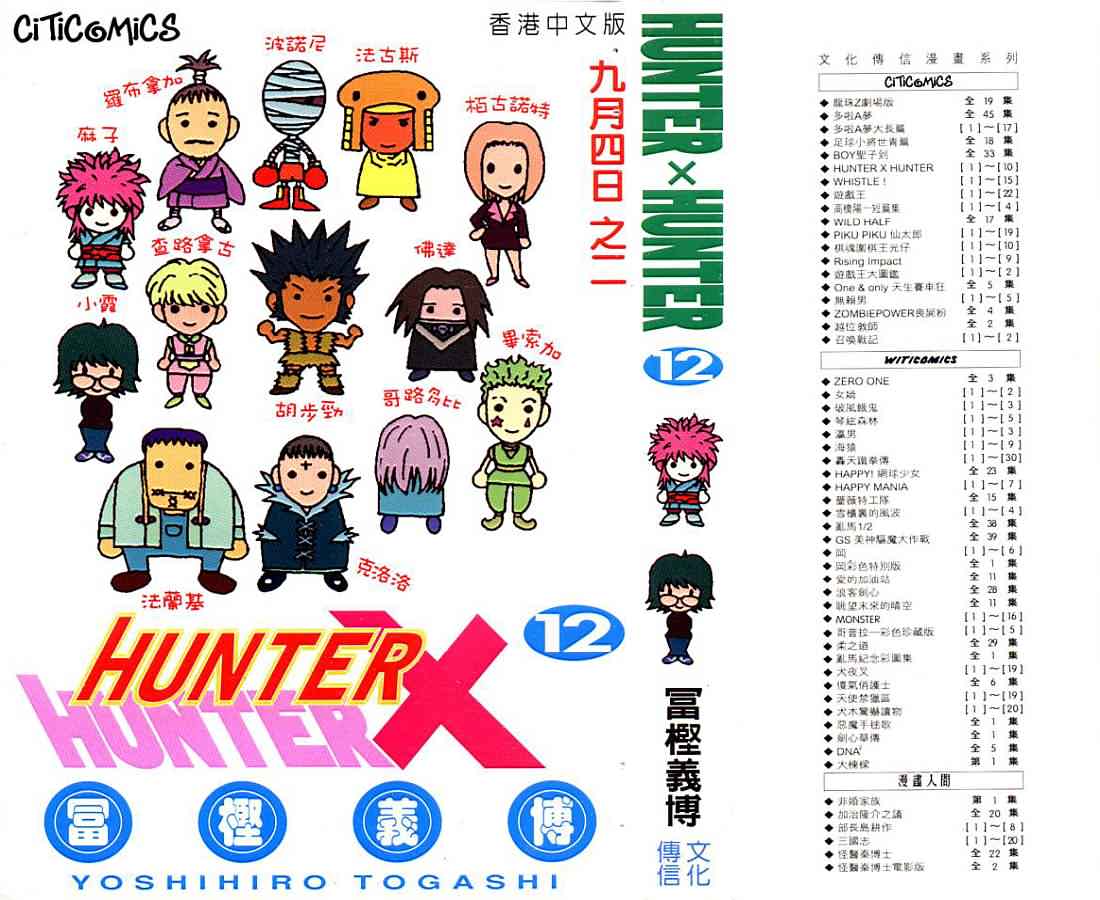 CiTiCOMiCS
香港中文版
九月四日 之二
羅布拿加
波諾尼
法古斯
栢古諾特
麻子
查路拿古
佛達
小霞
畢索加
胡步勁
哥路多比
法蘭基
克洛洛
12
HUNTER X HUNTER
冨樫義博
YOSHIHIRO TOGASHI
HUNTER×HUNTER
12
冨樫義博
文化傳信
文化傳信漫畫系列
CiTiCOMiCS
◆ 龍珠Z劇場版 全 19 集
◆ 多啦A夢 全 45 集
◆ 多啦A夢大長篇 [1]～[17]
◆ 足球小將世青篇 全 18 集
◆ BOY聖子到 全 33 集
◆ HUNTER X HUNTER [1]～[10]
◆ WHISTLE！ [1]～[15]
◆ 遊戲王 [1]～[22]
◆ 高橋陽一短篇集 [1]～[4]
◆ WILD HALF 全 17 集
◆ PIKU PIKU 仙太郎 [1]～[19]
◆ 棋魂圍棋王光仔 [1]～[10]
◆ Rising Impact [1]～[9]
◆ 遊戲王大圖鑑 [1]～[2]
◆ One & only 天生賽車狂 全 5 集
◆ 無賴男 [1]～[5]
◆ ZOMBIEPOWER喪屍粉 全 4 集
◆ 越位教師 全 2 集
◆ 召喚戰記 [1]～[2]
WiTiCOMiCS
◆ ZERO ONE 全 3 集
◆ 女嬌 [1]～[2]
◆ 破風餓鬼 [1]～[3]
◆ 琴絃森林 [1]～[5]
◆ 瀛男 [1]～[3]
◆ 海猿 [1]～[9]
◆ 轟天鐵拳傳 [1]～[30]
◆ HAPPY! 網球少女 全 23 集
◆ HAPPY MANIA [1]～[7]
◆ 薔薇特工隊 全 15 集
◆ 雪櫃裏的風波 [1]～[4]
◆ 亂馬1/2 全 38 集
◆ GS 美神驅魔大作戰 全 39 集
◆ 岡 [1]～[6]
◆ 岡彩色特別版 全 1 集
◆ 愛的加油站 全 11 集
◆ 浪客劍心 全 28 集
◆ 眺望未來的晴空 全 11 集
◆ MONSTER [1]～[16]
◆ 哥普拉—彩色珍藏版 [1]～[5]
◆ 柔之道 全 29 集
◆ 亂馬紀念彩圖集 全 1 集
◆ 犬夜叉 [1]～[19]
◆ 傻氣俏護士 全 6 集
◆ 天使禁獵區 [1]～[19]
◆ 犬木驚嚇讀物 [1]～[20]
◆ 惡魔手毬歌 全 1 集
◆ 劍心華傳 全 1 集
◆ DNA² 全 5 集
◆ 大棟樑 第 1 集
漫畫人間
◆ 非婚家族 第 1 集
◆ 加治隆介之議 全 20 集
◆ 部長島耕作 [1]～[8]
◆ 三國志 [1]～[20]
◆ 怪醫秦博士 全 22 集
◆ 怪醫秦博士電影版 全 2 集